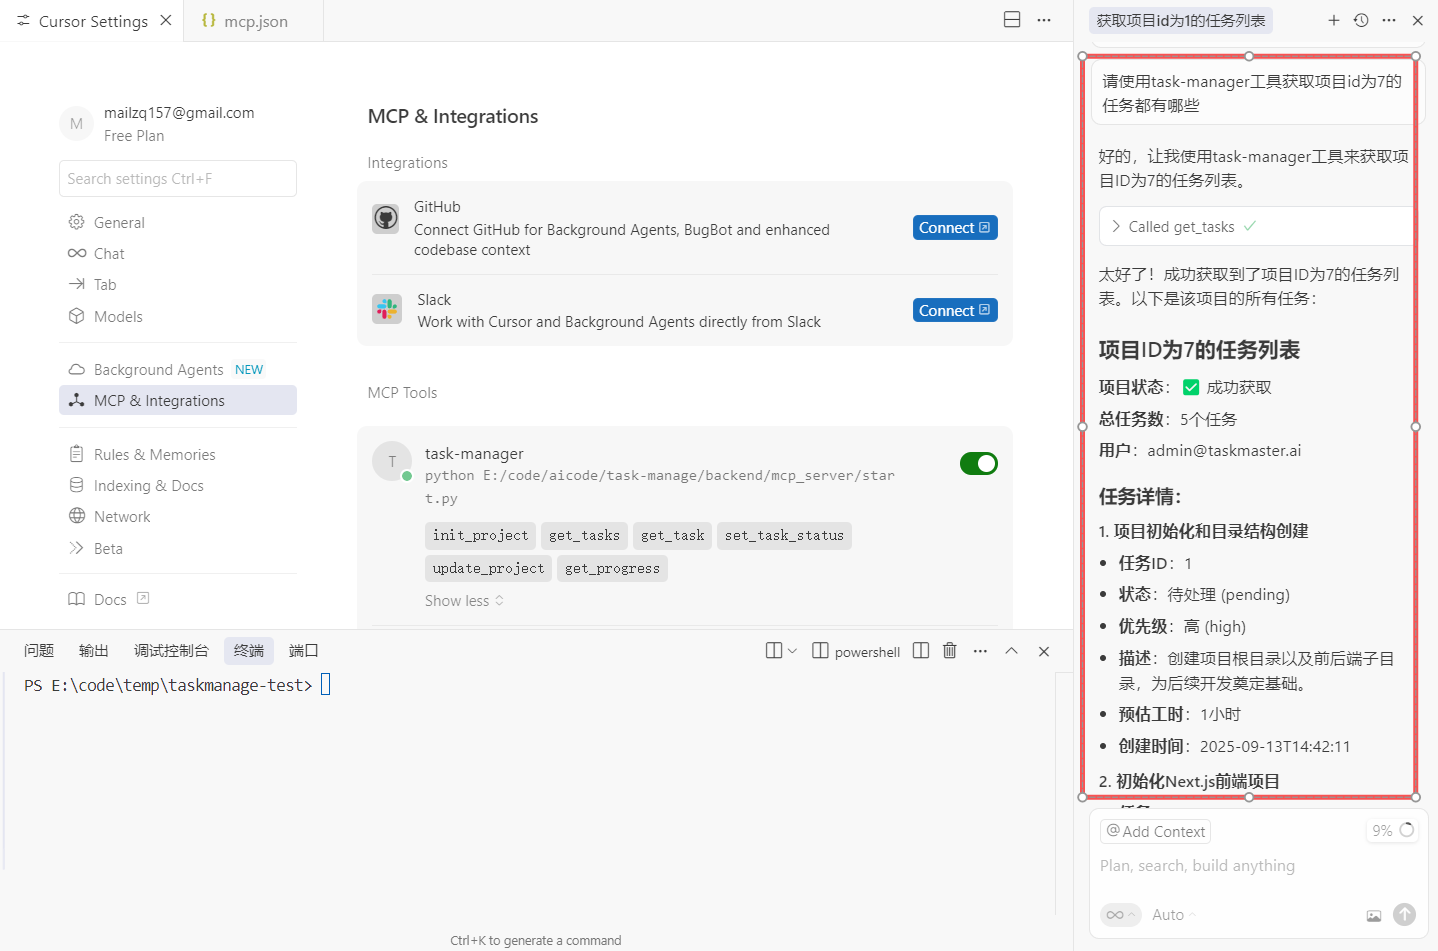 Cursor Settings
mcp.json
mailzq157@gmail.com
M
Free Plan
Search settings Ctrl+F
General
Chat
Tab
Models
Background Agents NEW
MCP & Integrations
Rules & Memories
Indexing & Docs
Network
Beta
Docs
MCP & Integrations
Integrations
GitHub
Connect GitHub for Background Agents, BugBot and enhanced
codebase context
Connect
Slack
Work with Cursor and Background Agents directly from Slack
Connect
MCP Tools
T
task-manager
python E:/code/aicode/task-manage/backend/mcp_server/star
t.py
init_project get_tasks get_task set_task_status
update_project get_progress
Show less
问题 输出 调试控制台 终端 端口
powershell
PS E:\code\temp\taskmanage-test>
Ctrl+K to generate a command
获取项目id为1的任务列表
请使用task-manager工具获取项目id为7的
任务都有哪些
好的，让我使用task-manager工具来获取项
目ID为7的任务列表。
Called get_tasks
太好了！成功获取到了项目ID为7的任务列
表。以下是该项目的所有任务：
项目ID为7的任务列表
项目状态：✅ 成功获取
总任务数：5个任务
用户：admin@taskmaster.ai
任务详情：
1. 项目初始化和目录结构创建
• 任务ID：1
• 状态：待处理 (pending)
• 优先级：高 (high)
• 描述：创建项目根目录以及前后端子目
录，为后续开发奠定基础。
• 预估工时：1小时
• 创建时间：2025-09-13T14:42:11
2. 初始化Next.js前端项目
@ Add Context
9%
Plan, search, build anything
Auto